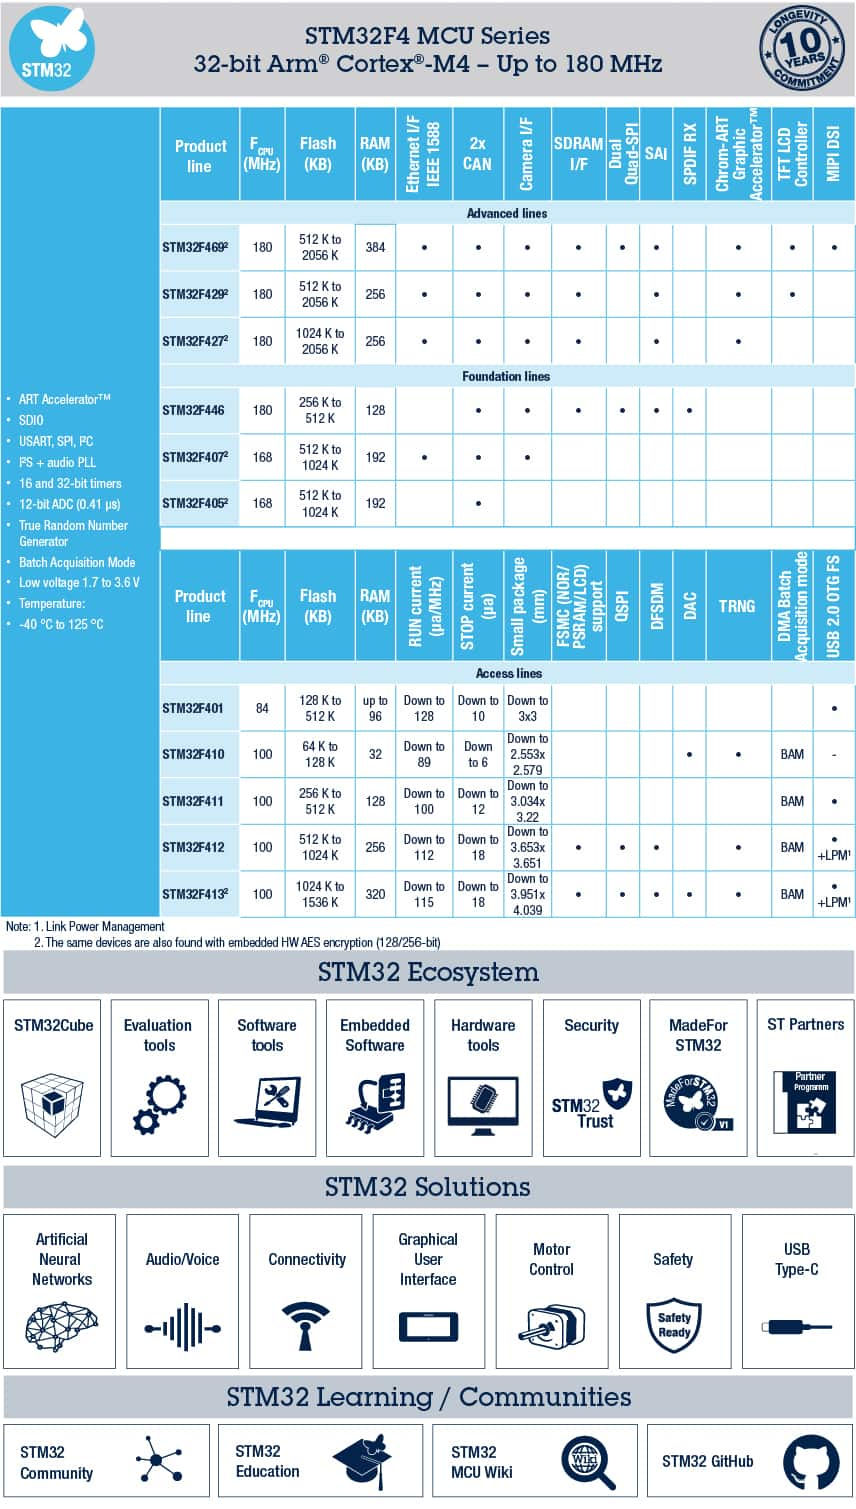 STM32
STM32F4 MCU Series
32-bit Arm® Cortex®-M4 – Up to 180 MHz
LONGEVITY
10
YEARS
COMMITMENT
• ART Accelerator™
• SDIO
• USART, SPI, I²C
• I²S + audio PLL
• 16 and 32-bit timers
• 12-bit ADC (0.41 µs)
• True Random Number
Generator
• Batch Acquisition Mode
• Low voltage 1.7 to 3.6 V
• Temperature:
• -40 °C to 125 °C
Product line | FCPU (MHz) | Flash (KB) | RAM (KB) | Ethernet I/F IEEE 1588 | 2x CAN | Camera I/F | SDRAM I/F | Dual Quad-SPI | SAI | SPDIF RX | Chrom-ART Graphic Accelerator™ | TFT LCD Controller | MIPI DSI
Advanced lines
STM32F469² | 180 | 512 K to 2056 K | 384 | • | • | • | • | • | • | | • | • | •
STM32F429² | 180 | 512 K to 2056 K | 256 | • | • | • | • | | • | | • | • |
STM32F427² | 180 | 1024 K to 2056 K | 256 | • | • | • | • | | • | | • | |
Foundation lines
STM32F446 | 180 | 256 K to 512 K | 128 | | • | • | • | • | • | • | | |
STM32F407² | 168 | 512 K to 1024 K | 192 | • | • | • | | | | | | |
STM32F405² | 168 | 512 K to 1024 K | 192 | | • | | | | | | | |
Product line | FCPU (MHz) | Flash (KB) | RAM (KB) | RUN current (µa/MHz) | STOP current (µa) | Small package (mm) | FSMC (NOR/ PSRAM/LCD) support | QSPI | DFSDM | DAC | TRNG | DMA Batch Acquisition mode | USB 2.0 OTG FS
Access lines
STM32F401 | 84 | 128 K to 512 K | up to 96 | Down to 128 | Down to 10 | Down to 3x3 | | | | | | | •
STM32F410 | 100 | 64 K to 128 K | 32 | Down to 89 | Down to 6 | Down to 2.553x 2.579 | | | | • | • | BAM | -
STM32F411 | 100 | 256 K to 512 K | 128 | Down to 100 | Down to 12 | Down to 3.034x 3.22 | | | | | | BAM | •
STM32F412 | 100 | 512 K to 1024 K | 256 | Down to 112 | Down to 18 | Down to 3.653x 3.651 | • | • | • | | • | BAM | • +LPM¹
STM32F413² | 100 | 1024 K to 1536 K | 320 | Down to 115 | Down to 18 | Down to 3.951x 4.039 | • | • | • | • | • | BAM | • +LPM¹
Note: 1. Link Power Management
2. The same devices are also found with embedded HW AES encryption (128/256-bit)
STM32 Ecosystem
STM32Cube
Evaluation
tools
Software
tools
Embedded
Software
Hardware
tools
Security
STM32
Trust
MadeFor
STM32
MadeForSTM32
V1
ST Partners
Partner
Programm
STM32 Solutions
Artificial
Neural
Networks
Audio/Voice
Connectivity
Graphical
User
Interface
Motor
Control
Safety
Safety
Ready
USB
Type-C
STM32 Learning / Communities
STM32
Community
STM32
Education
STM32
MCU Wiki
Wiki
STM32 GitHub